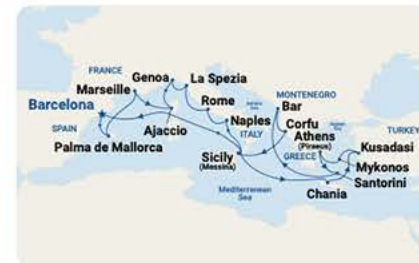 FRANCE
Genoa
La Spezia
Marseille
Rome
MONTENEGRO
Bar
Barcelona
Naples
Corfu
TURKEY
ITALY
Athens
(Piraeus)
Kusadasi
SPAIN
Ajaccio
GREECE
Palma de Mallorca
Sicily
(Messina)
Mykonos
Santorini
Mediterranean
Sea
Chania